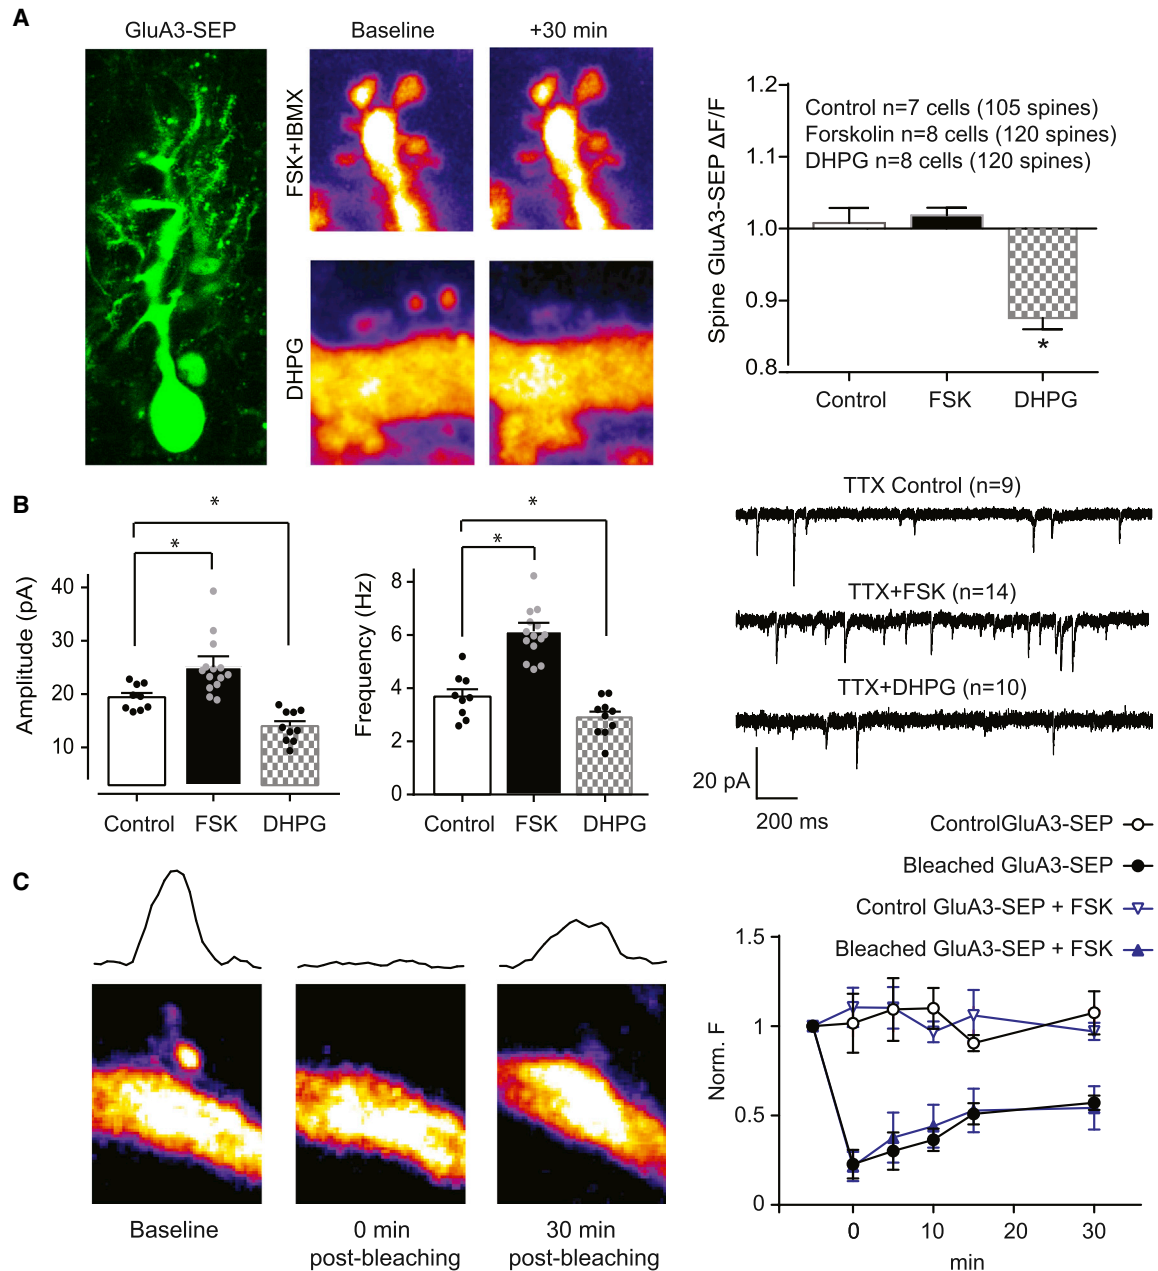 A
GluA3-SEP
Baseline
+30 min
FSK+IBMX
DHPG
Spine GluA3-SEP ΔF/F
1.2
1.1
1.0
0.9
0.8
Control n=7 cells (105 spines)
Forskolin n=8 cells (120 spines)
DHPG n=8 cells (120 spines)
*
Control FSK DHPG
B
Amplitude (pA)
40
30
20
10
*
*
Control FSK DHPG
Frequency (Hz)
8
6
4
2
0
*
*
Control FSK DHPG
TTX Control (n=9)
TTX+FSK (n=14)
TTX+DHPG (n=10)
20 pA
200 ms
C
Baseline
0 min
post-bleaching
30 min
post-bleaching
ControlGluA3-SEP
Bleached GluA3-SEP
Control GluA3-SEP + FSK
Bleached GluA3-SEP + FSK
Norm. F
1.5
1
0.5
0
0 10 20 30
min